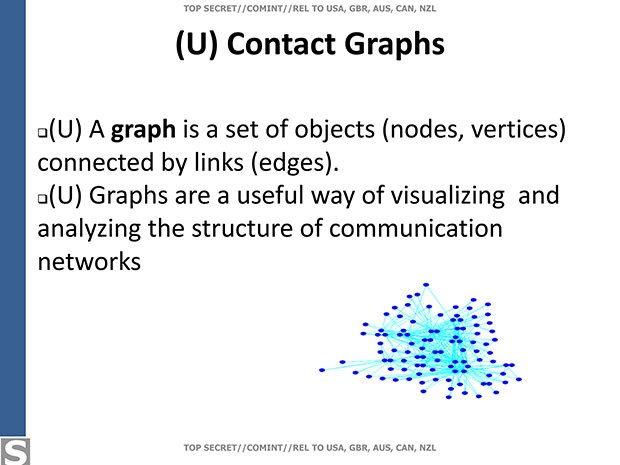 TOP SECRET//COMINT//REL TO USA, GBR, AUS, CAN, NZL
(U) Contact Graphs
❑(U) A graph is a set of objects (nodes, vertices)
connected by links (edges).
❑(U) Graphs are a useful way of visualizing  and
analyzing the structure of communication
networks
S
TOP SECRET//COMINT//REL TO USA, GBR, AUS, CAN, NZL